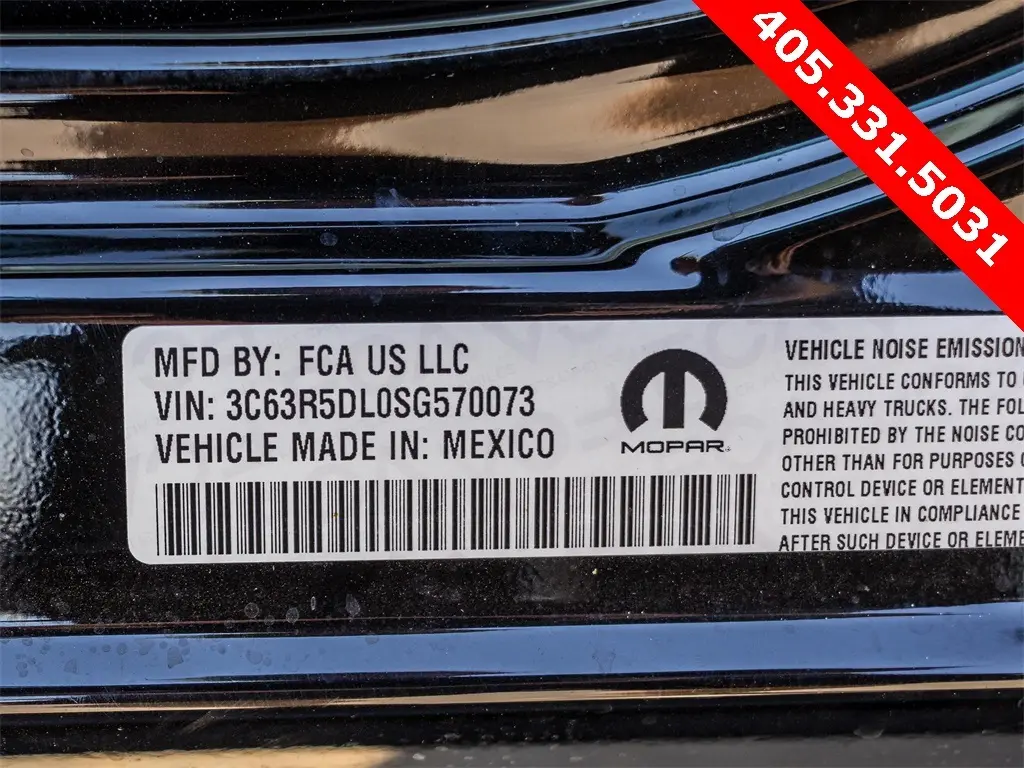 405.331.5031
MFD BY: FCA US LLC
VIN: 3C63R5DL0SG570073
VEHICLE MADE IN: MEXICO
MOPAR
VEHICLE NOISE EMISSION
THIS VEHICLE CONFORMS TO
AND HEAVY TRUCKS. THE FOL
PROHIBITED BY THE NOISE CO
OTHER THAN FOR PURPOSES O
CONTROL DEVICE OR ELEMENT
THIS VEHICLE IN COMPLIANCE
AFTER SUCH DEVICE OR ELEME